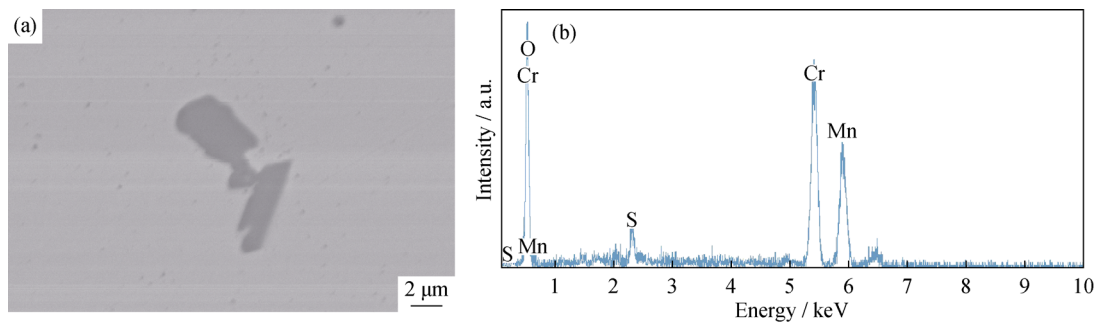 (a)
2 μm
(b)
Intensity / a.u.
O
Cr
S
Mn
S
Cr
Mn
1 2 3 4 5 6 7 8 9 10
Energy / keV